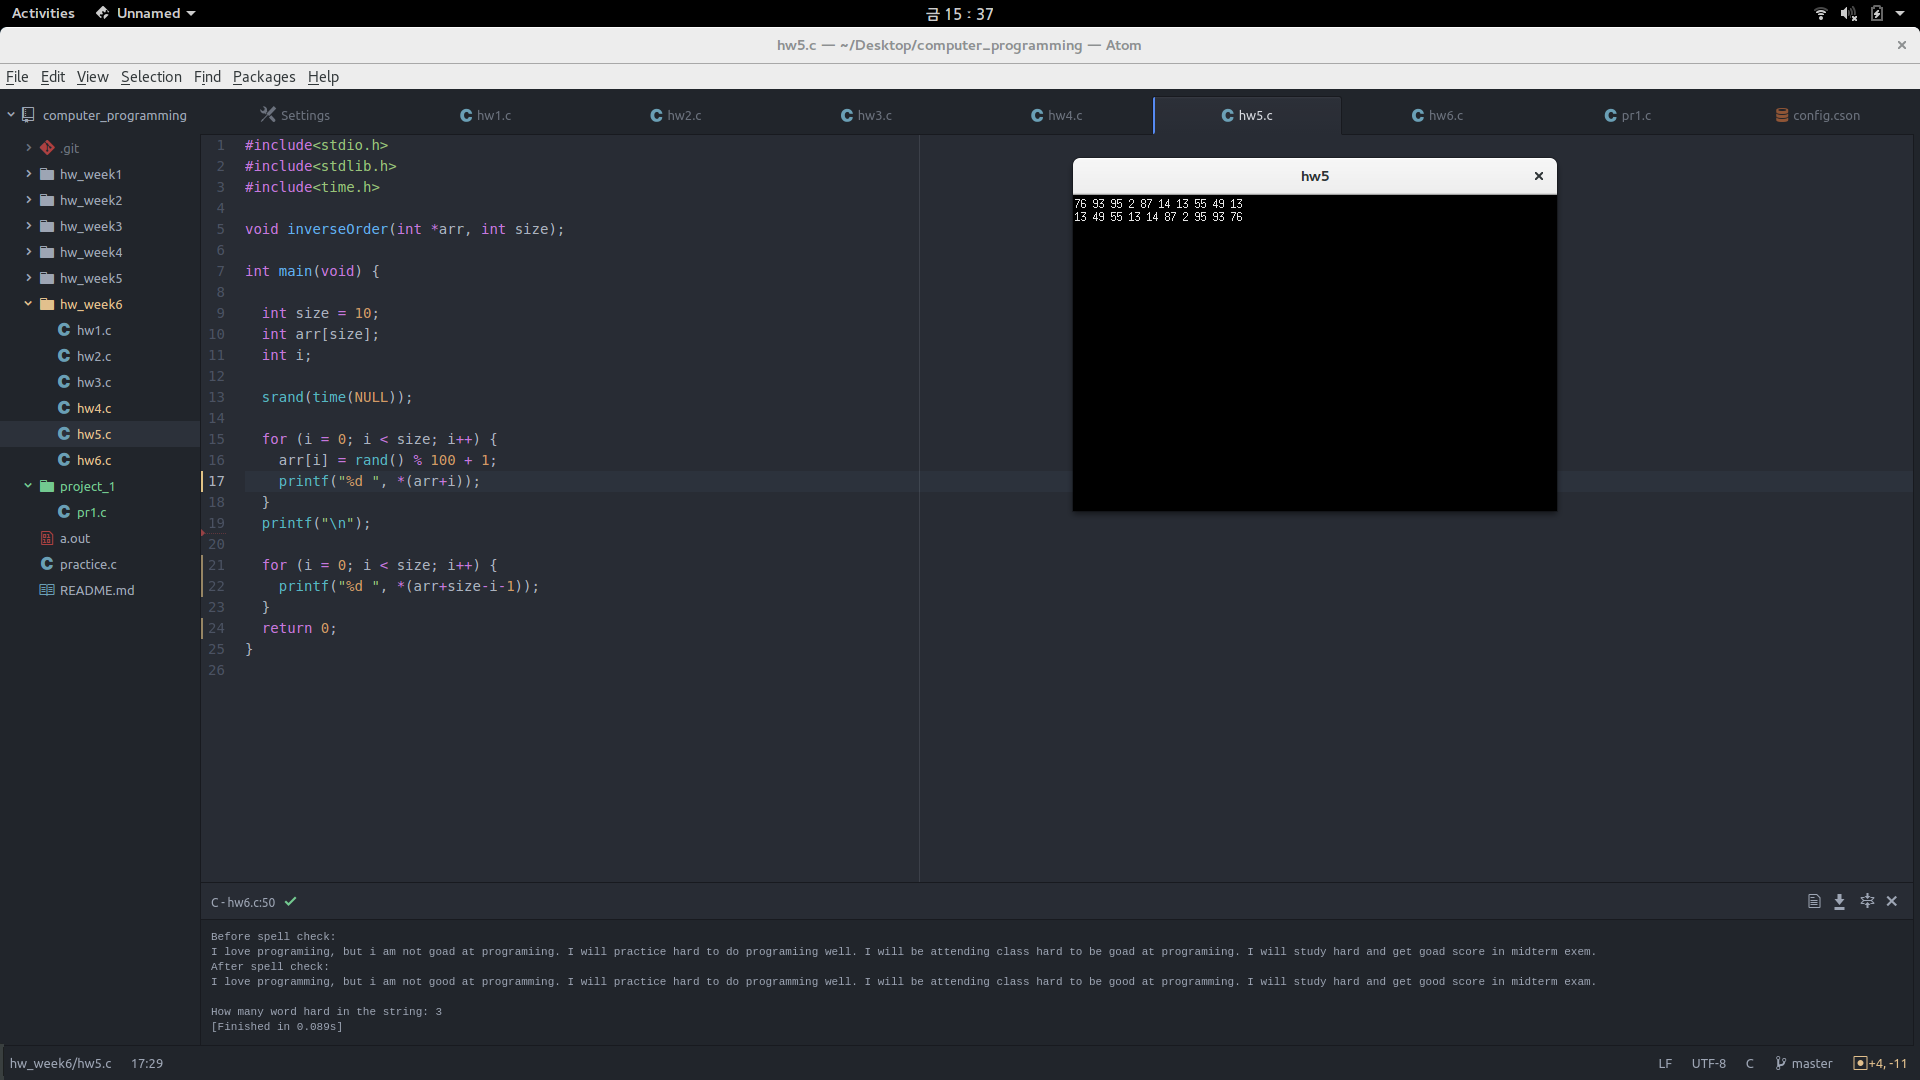 Activities Unnamed 금 15 : 37
hw5.c — ~/Desktop/computer_programming — Atom
File Edit View Selection Find Packages Help
computer_programming
.git
hw_week1
hw_week2
hw_week3
hw_week4
hw_week5
hw_week6
hw1.c
hw2.c
hw3.c
hw4.c
hw5.c
hw6.c
project_1
pr1.c
a.out
practice.c
README.md
Settings hw1.c hw2.c hw3.c hw4.c hw5.c hw6.c pr1.c config.cson
1 #include<stdio.h>
2 #include<stdlib.h>
3 #include<time.h>
4
5 void inverseOrder(int *arr, int size);
6
7 int main(void) {
8
9   int size = 10;
10   int arr[size];
11   int i;
12
13   srand(time(NULL));
14
15   for (i = 0; i < size; i++) {
16     arr[i] = rand() % 100 + 1;
17     printf("%d ", *(arr+i));
18   }
19   printf("\n");
20
21   for (i = 0; i < size; i++) {
22     printf("%d ", *(arr+size-i-1));
23   }
24   return 0;
25 }
26
hw5
76 93 95 2 87 14 13 55 49 13
13 49 55 13 14 87 2 95 93 76
C - hw6.c:50
Before spell check:
I love programiing, but i am not goad at programiing. I will practice hard to do programiing well. I will be attending class hard to be goad at programiing. I will study hard and get goad score in midterm exem.
After spell check:
I love programming, but i am not good at programming. I will practice hard to do programming well. I will be attending class hard to be good at programming. I will study hard and get good score in midterm exam.
How many word hard in the string: 3
[Finished in 0.089s]
hw_week6/hw5.c 17:29 LF UTF-8 C master +4, -11